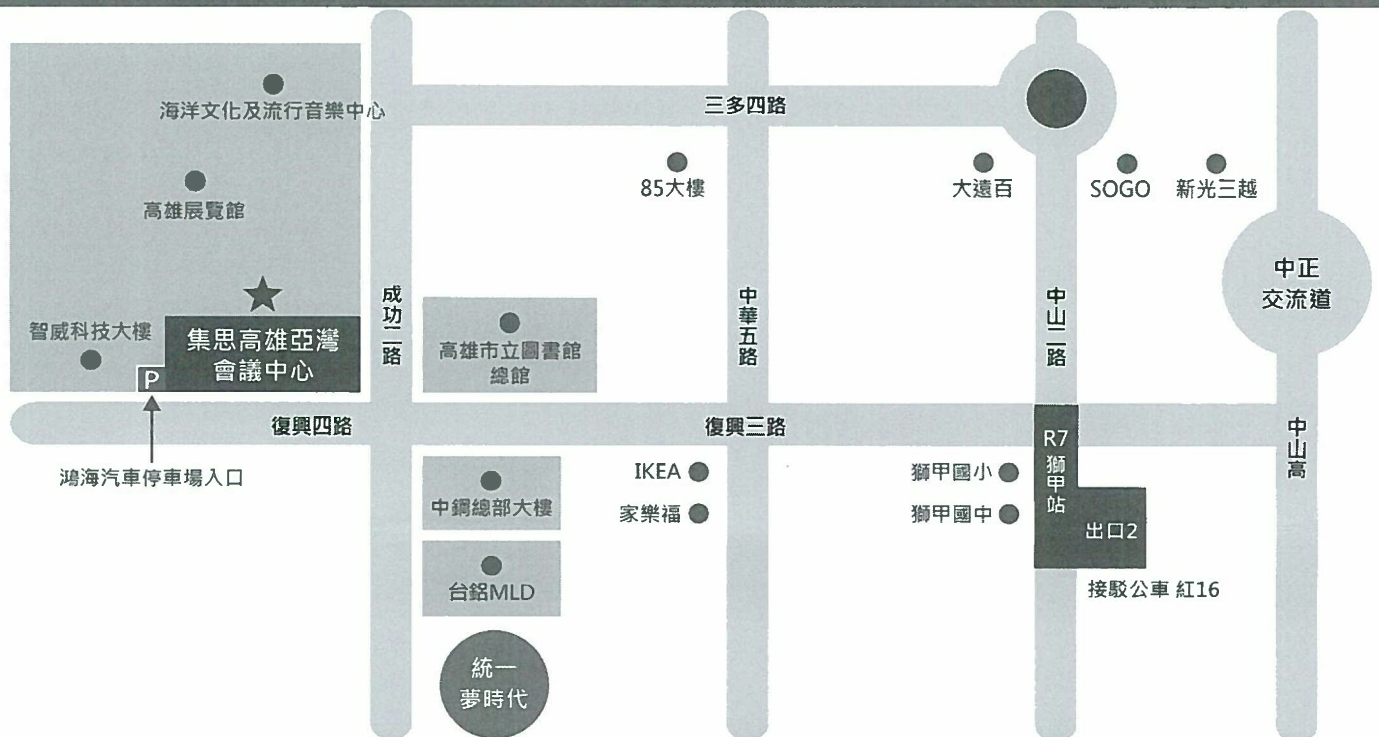 海洋文化及流行音樂中心
三多四路
85大樓
大遠百
SOGO
新光三越
高雄展覽館
中正
交流道
成功二路
中華五路
中山二路
智威科技大樓
集思高雄亞灣
會議中心
高雄市立圖書館
總館
P
復興四路
復興三路
中山高
R7
獅甲站
鴻海汽車停車場入口
IKEA
獅甲國小
中鋼總部大樓
家樂福
獅甲國中
出口2
台鋁MLD
接駁公車 紅16
統一
夢時代